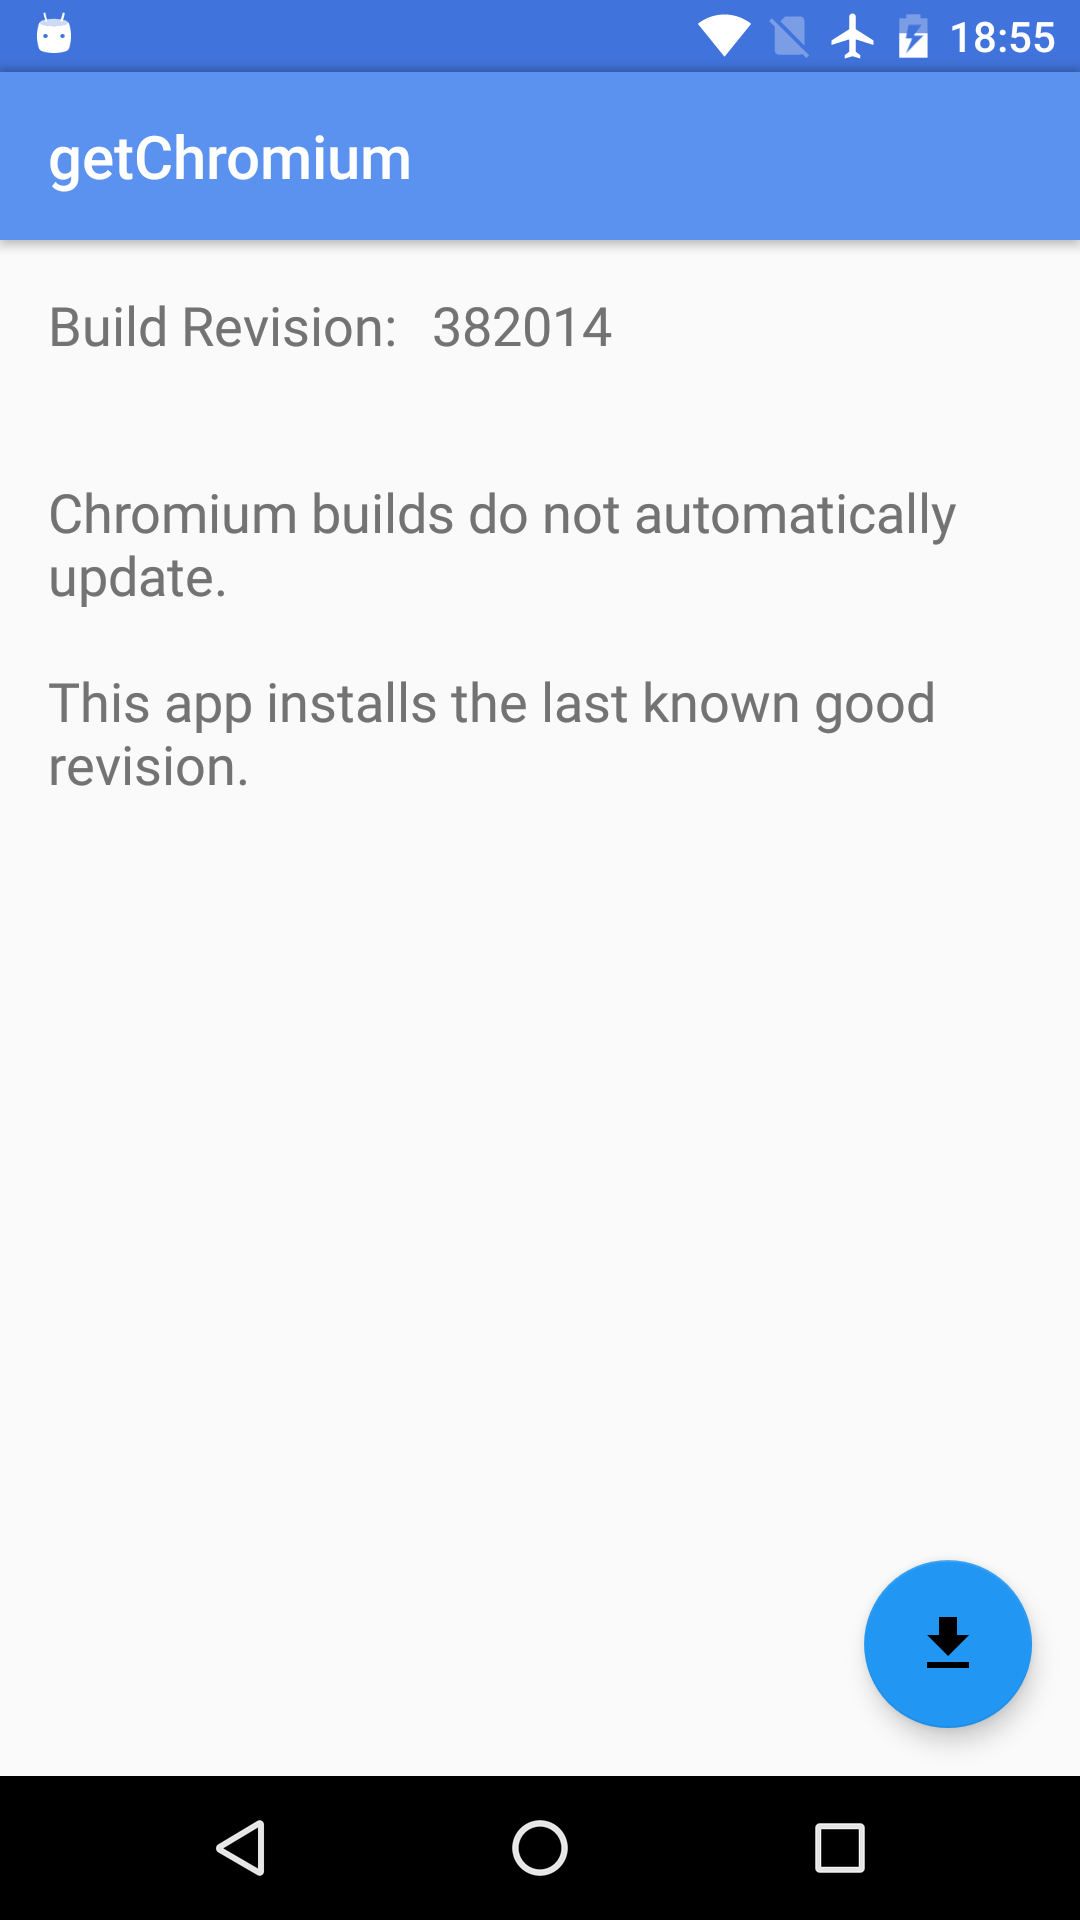 18:55
getChromium
Build Revision: 382014
Chromium builds do not automatically
update.
This app installs the last known good
revision.